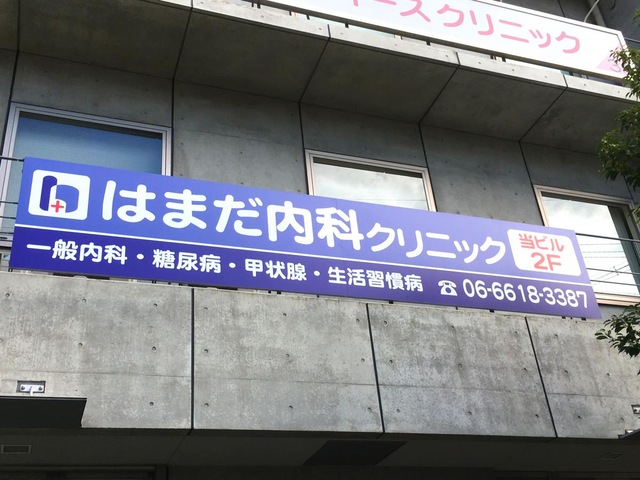 ースクリニック
はまだ内科クリニック
当ビル
2F
一般内科・糖尿病・甲状腺・生活習慣病 ☎ 06-6618-3387